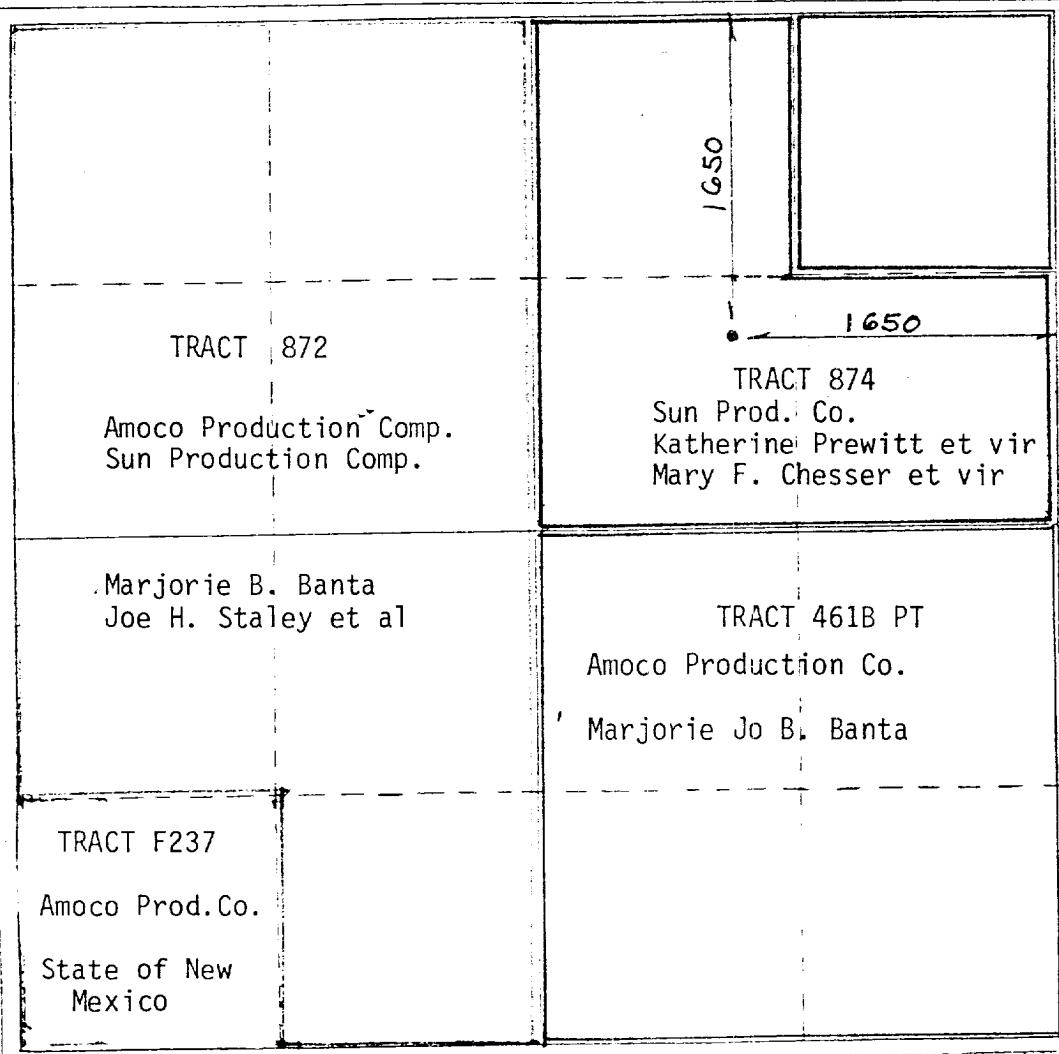 1650
1650
TRACT 872
Amoco Production Comp.
Sun Production Comp.
TRACT 874
Sun Prod. Co.
Katherine Prewitt et vir
Mary F. Chesser et vir
Marjorie B. Banta
Joe H. Staley et al
TRACT 461B PT
Amoco Production Co.
Marjorie Jo B. Banta
TRACT F237
Amoco Prod.Co.
State of New
Mexico